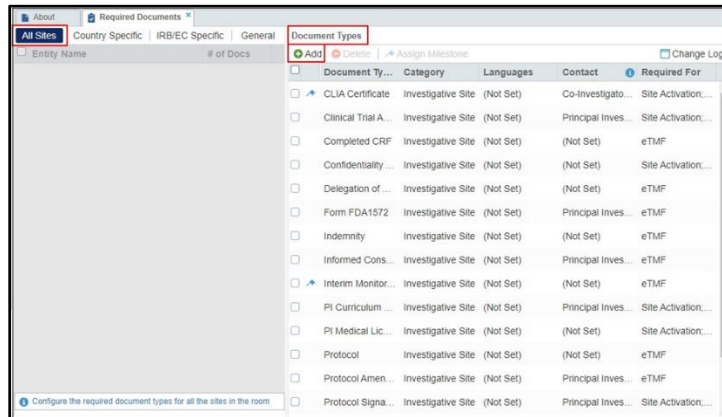 About Required Documents ×
All Sites Country Specific IRB/EC Specific General Document Types
Entity Name # of Docs Add Delete Assign Milestone Change Log
Document Ty... Category Languages Contact Required For
CLIA Certificate Investigative Site (Not Set) Co-Investigato... Site Activation;...
Clinical Trial A... Investigative Site (Not Set) Principal Inves... Site Activation;...
Completed CRF Investigative Site (Not Set) (Not Set) eTMF
Confidentiality ... Investigative Site (Not Set) (Not Set) Site Activation;...
Delegation of ... Investigative Site (Not Set) (Not Set) eTMF
Form FDA1572 Investigative Site (Not Set) Principal Inves... eTMF
Indemnity Investigative Site (Not Set) (Not Set) eTMF
Informed Cons... Investigative Site (Not Set) Principal Inves... eTMF
Interim Monitor... Investigative Site (Not Set) (Not Set) eTMF
PI Curriculum ... Investigative Site (Not Set) Principal Inves... Site Activation;...
PI Medical Lic... Investigative Site (Not Set) (Not Set) Site Activation;...
Protocol Investigative Site (Not Set) (Not Set) eTMF
Protocol Amen... Investigative Site (Not Set) Principal Inves... eTMF
Configure the required document types for all the sites in the room Protocol Signa... Investigative Site (Not Set) Principal Inves... Site Activation;...